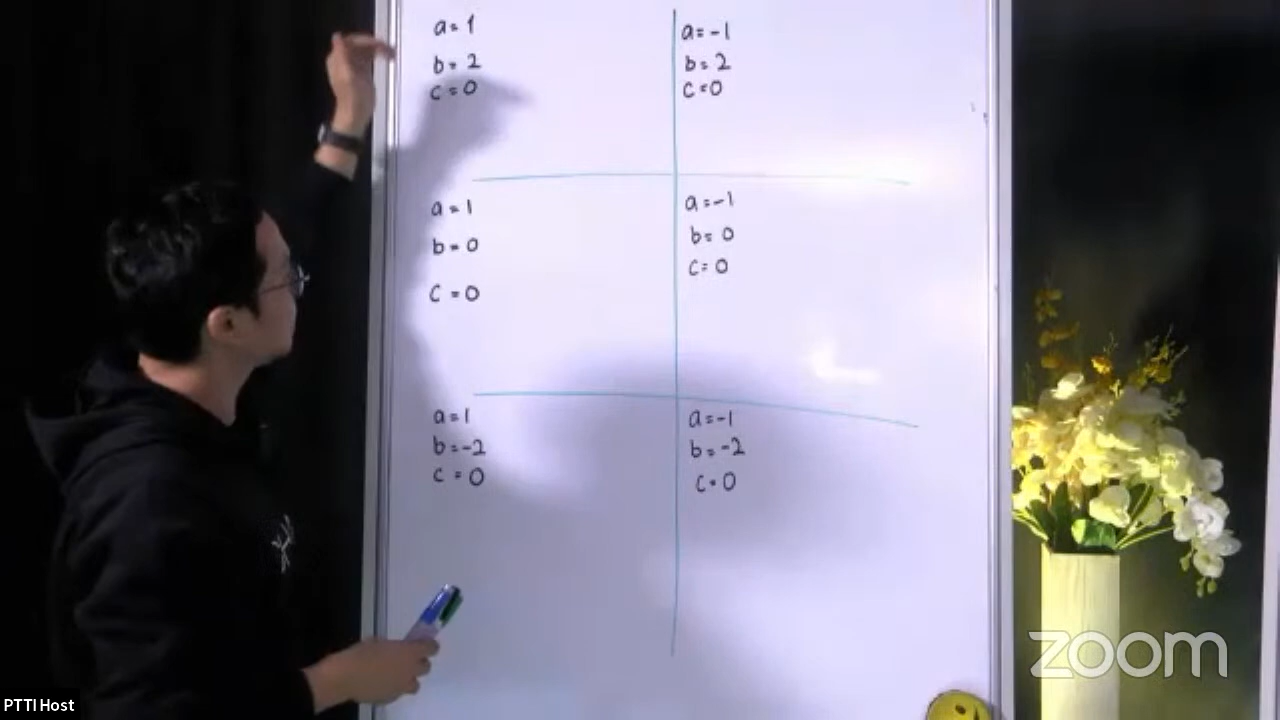 a=1
b=2
c=0
a=-1
b=2
c=0
a=1
b=0
c=0
a=-1
b=0
c=0
a=1
b=-2
c=0
a=-1
b=-2
c=0
zoom
PTTI Host